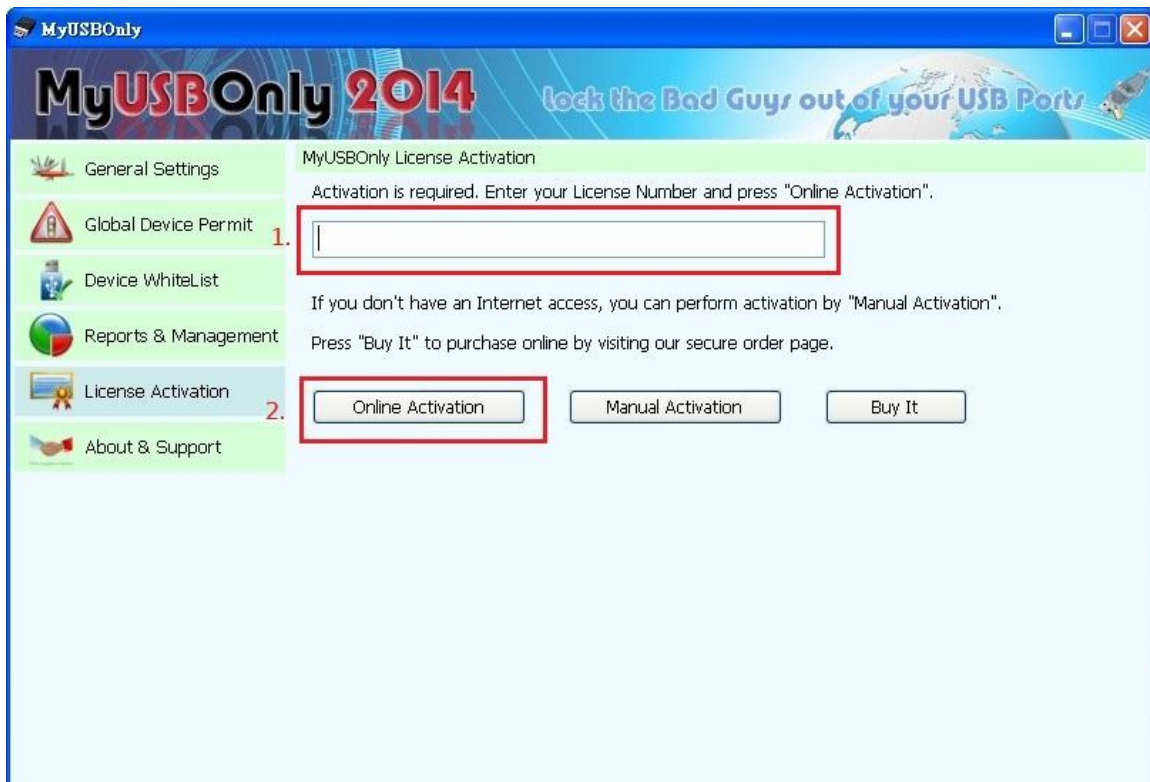 MyUSBOnly
MyUSBOnly 2014
Lock the Bad Guys out of your USB Ports
General Settings
Global Device Permit
Device WhiteList
Reports & Management
License Activation
About & Support
MyUSBOnly License Activation
Activation is required. Enter your License Number and press "Online Activation".
1.
If you don't have an Internet access, you can perform activation by "Manual Activation".
Press "Buy It" to purchase online by visiting our secure order page.
2.
Online Activation
Manual Activation
Buy It